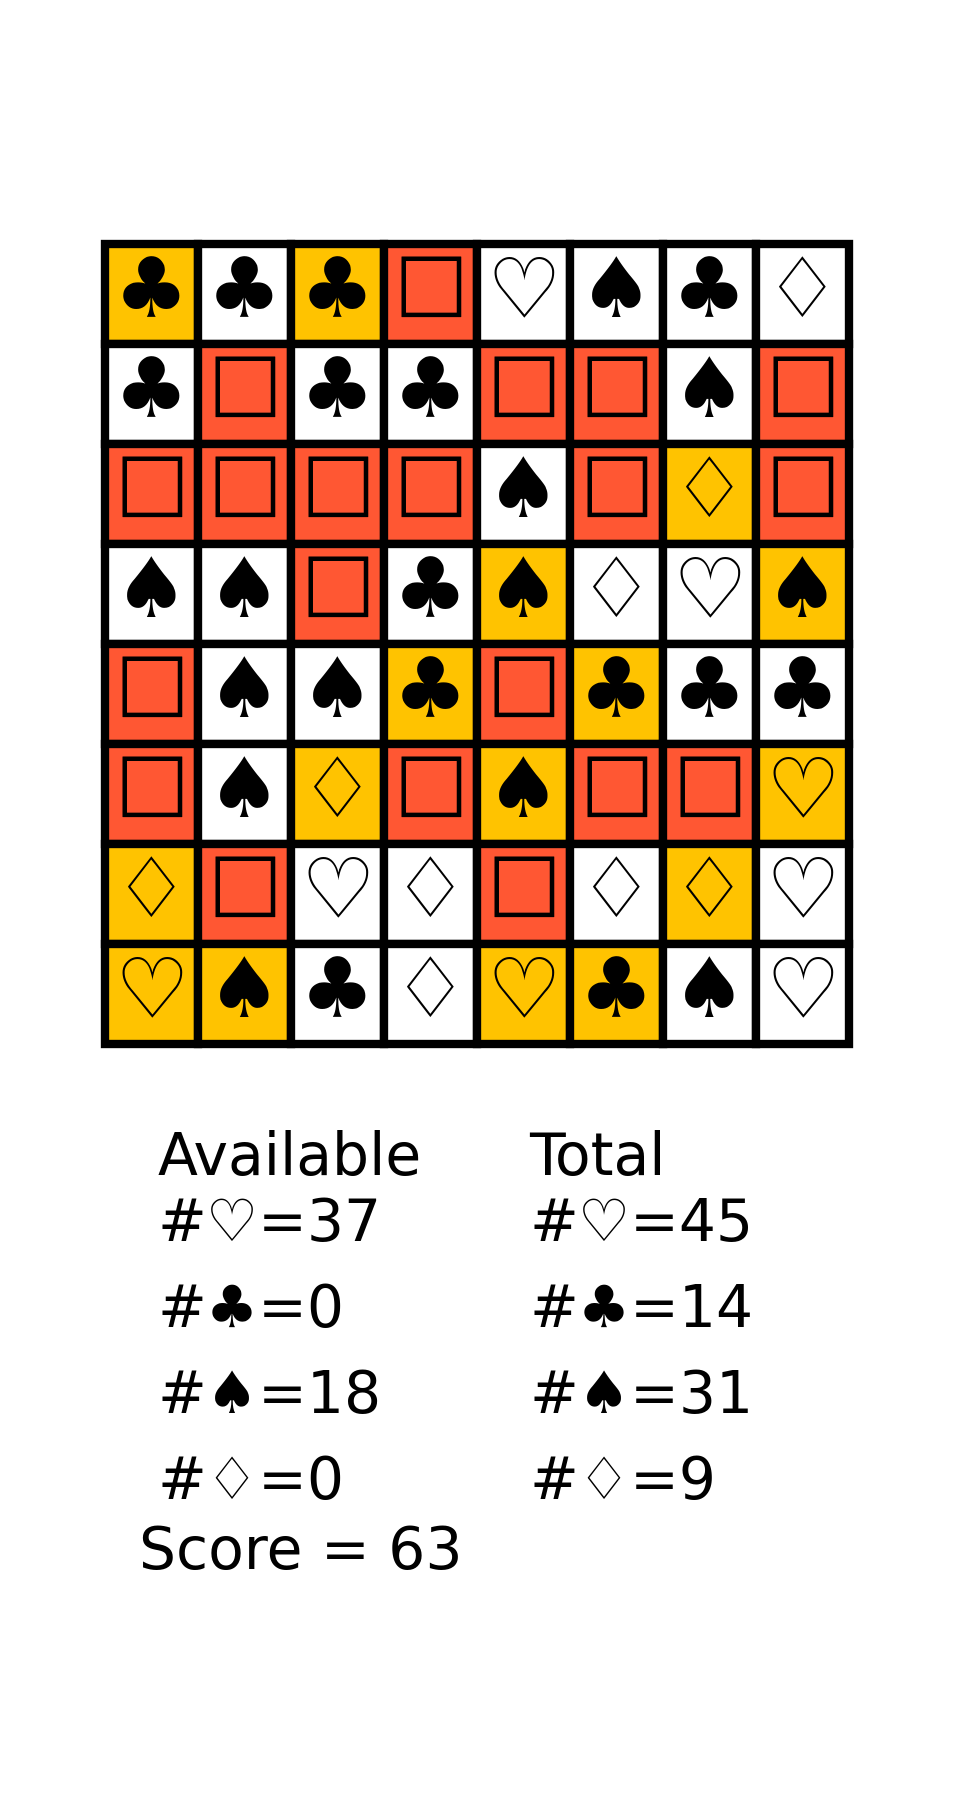 ♣ ♣ ♣ □ ♡ ♠ ♣ ♢
♣ □ ♣ ♣ □ □ ♠ □
□ □ □ □ ♠ □ ♢ □
♠ ♠ □ ♣ ♠ ♢ ♡ ♠
□ ♠ ♠ ♣ □ ♣ ♣ ♣
□ ♠ ♢ □ ♠ □ □ ♡
♢ □ ♡ ♢ □ ♢ ♢ ♡
♡ ♠ ♣ ♢ ♡ ♣ ♠ ♡
Available Total
#♡=37 #♡=45
#♣=0 #♣=14
#♠=18 #♠=31
#♢=0 #♢=9
Score = 63